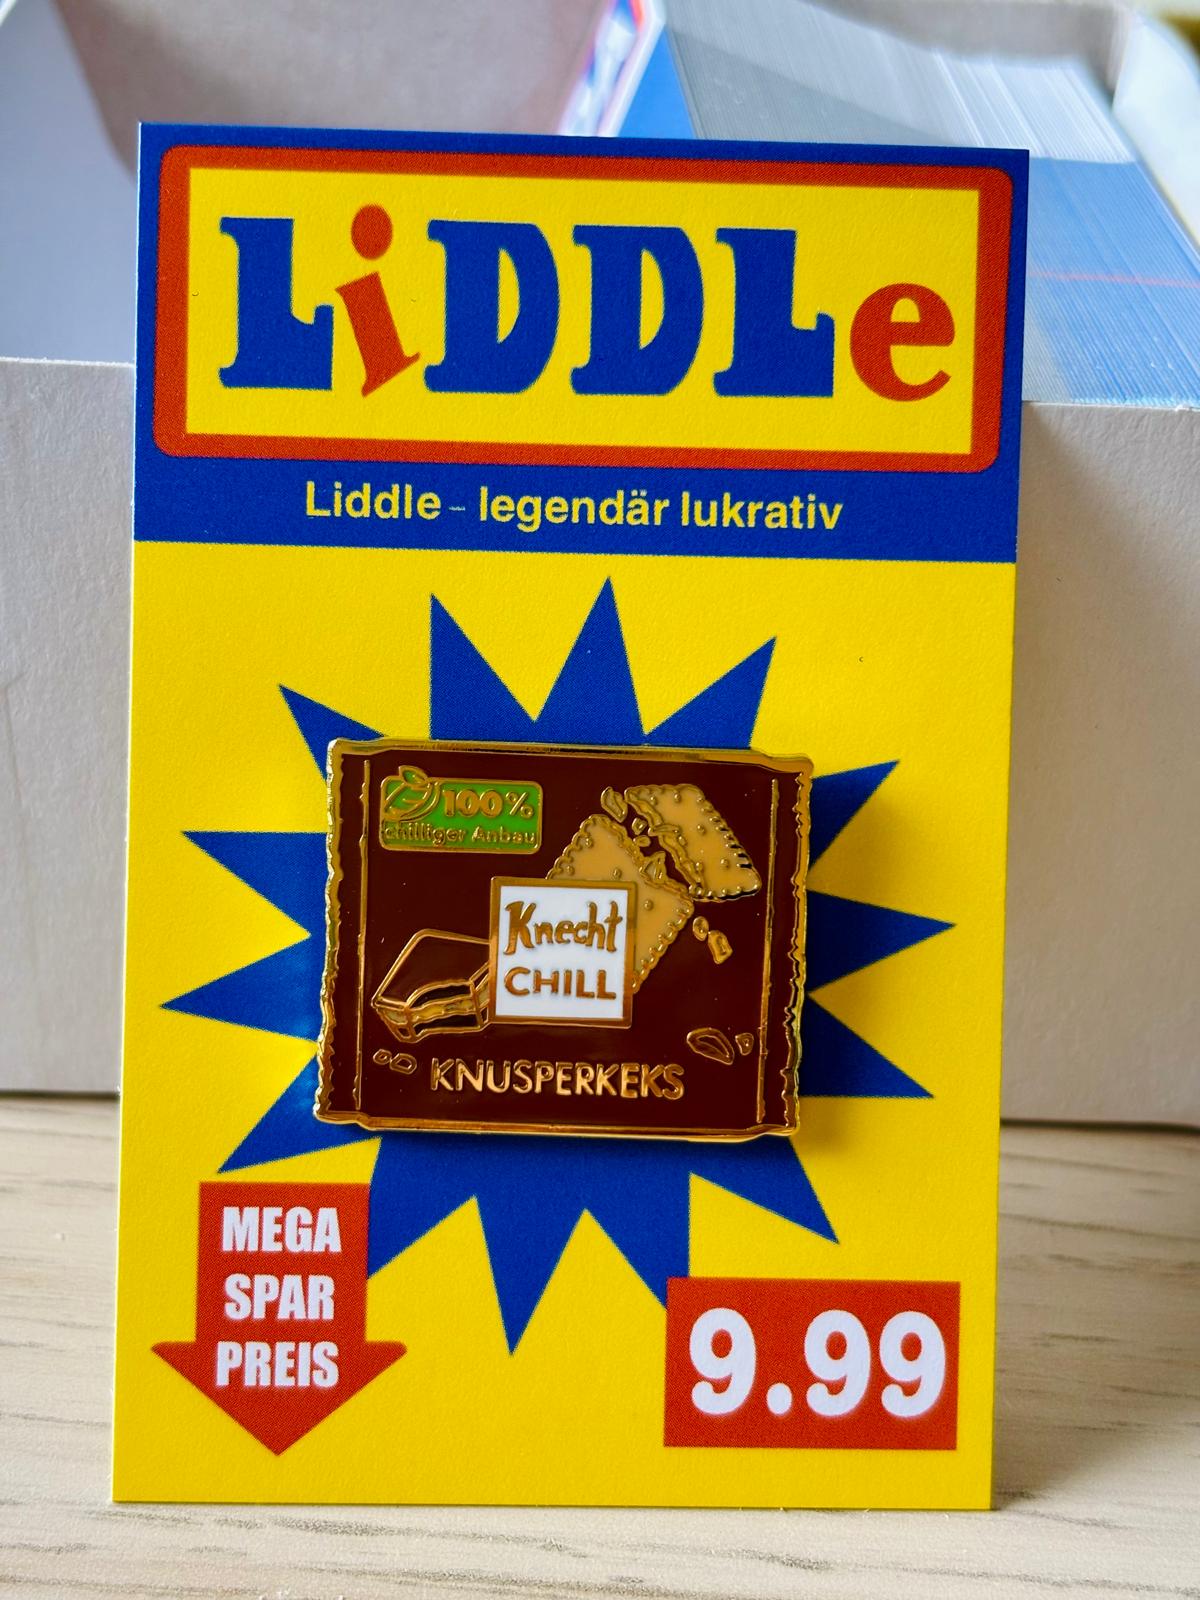 LiDDLe
Liddle - legendär lukrativ
100%
chilliger Anbau
Knecht
CHILL
KNUSPERKEKS
MEGA
SPAR
PREIS
9.99